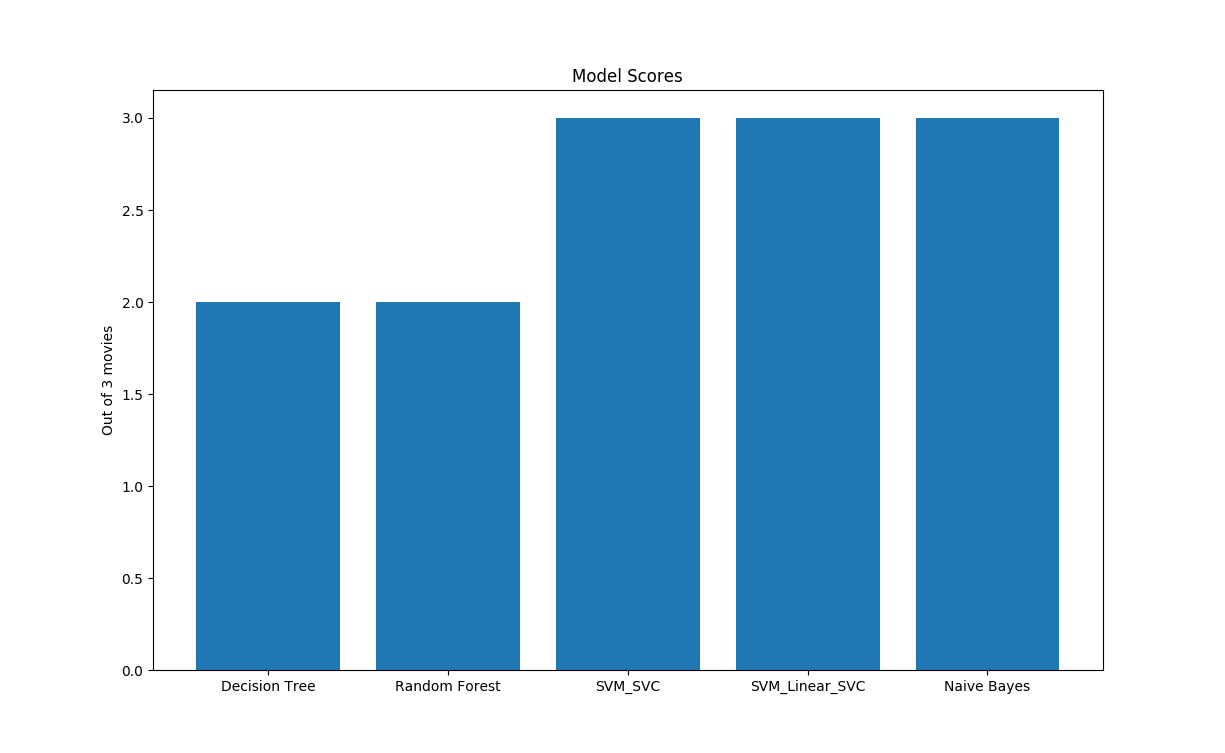 Model Scores
Out of 3 movies
3.0
2.5
2.0
1.5
1.0
0.5
0.0
Decision Tree
Random Forest
SVM_SVC
SVM_Linear_SVC
Naive Bayes